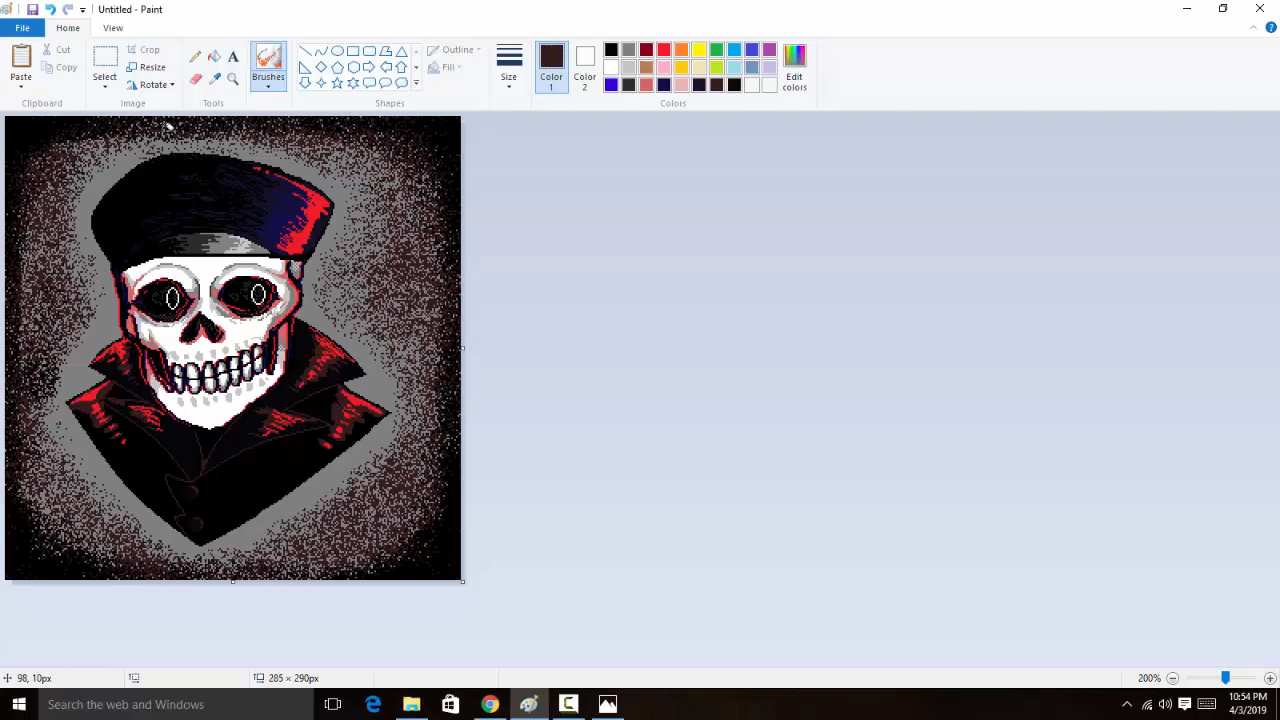 Untitled - Paint
File Home View
Paste
Cut
Copy
Clipboard
Select
Crop
Resize
Rotate
Image
Tools
Brushes
Outline
Fill
Shapes
Size
Color 1
Color 2
Edit colors
Colors
98, 10px
285 × 290px
200%
Search the web and Windows
10:54 PM
4/3/2019